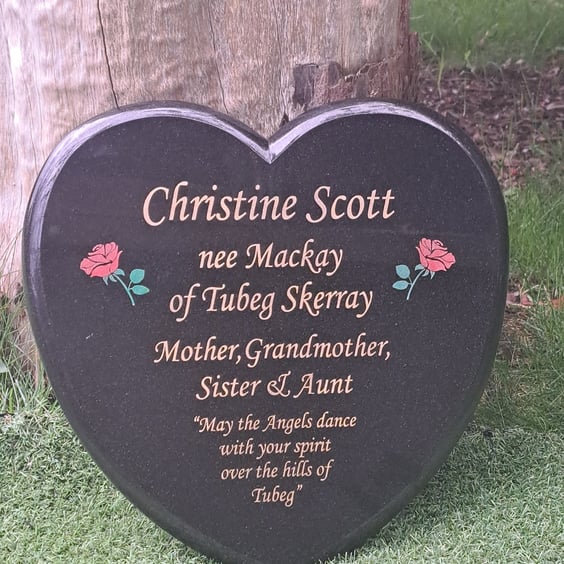 Christine Scott
nee Mackay
of Tubeg Skerray
Mother, Grandmother,
Sister & Aunt
“May the Angels dance
with your spirit
over the hills of
Tubeg”